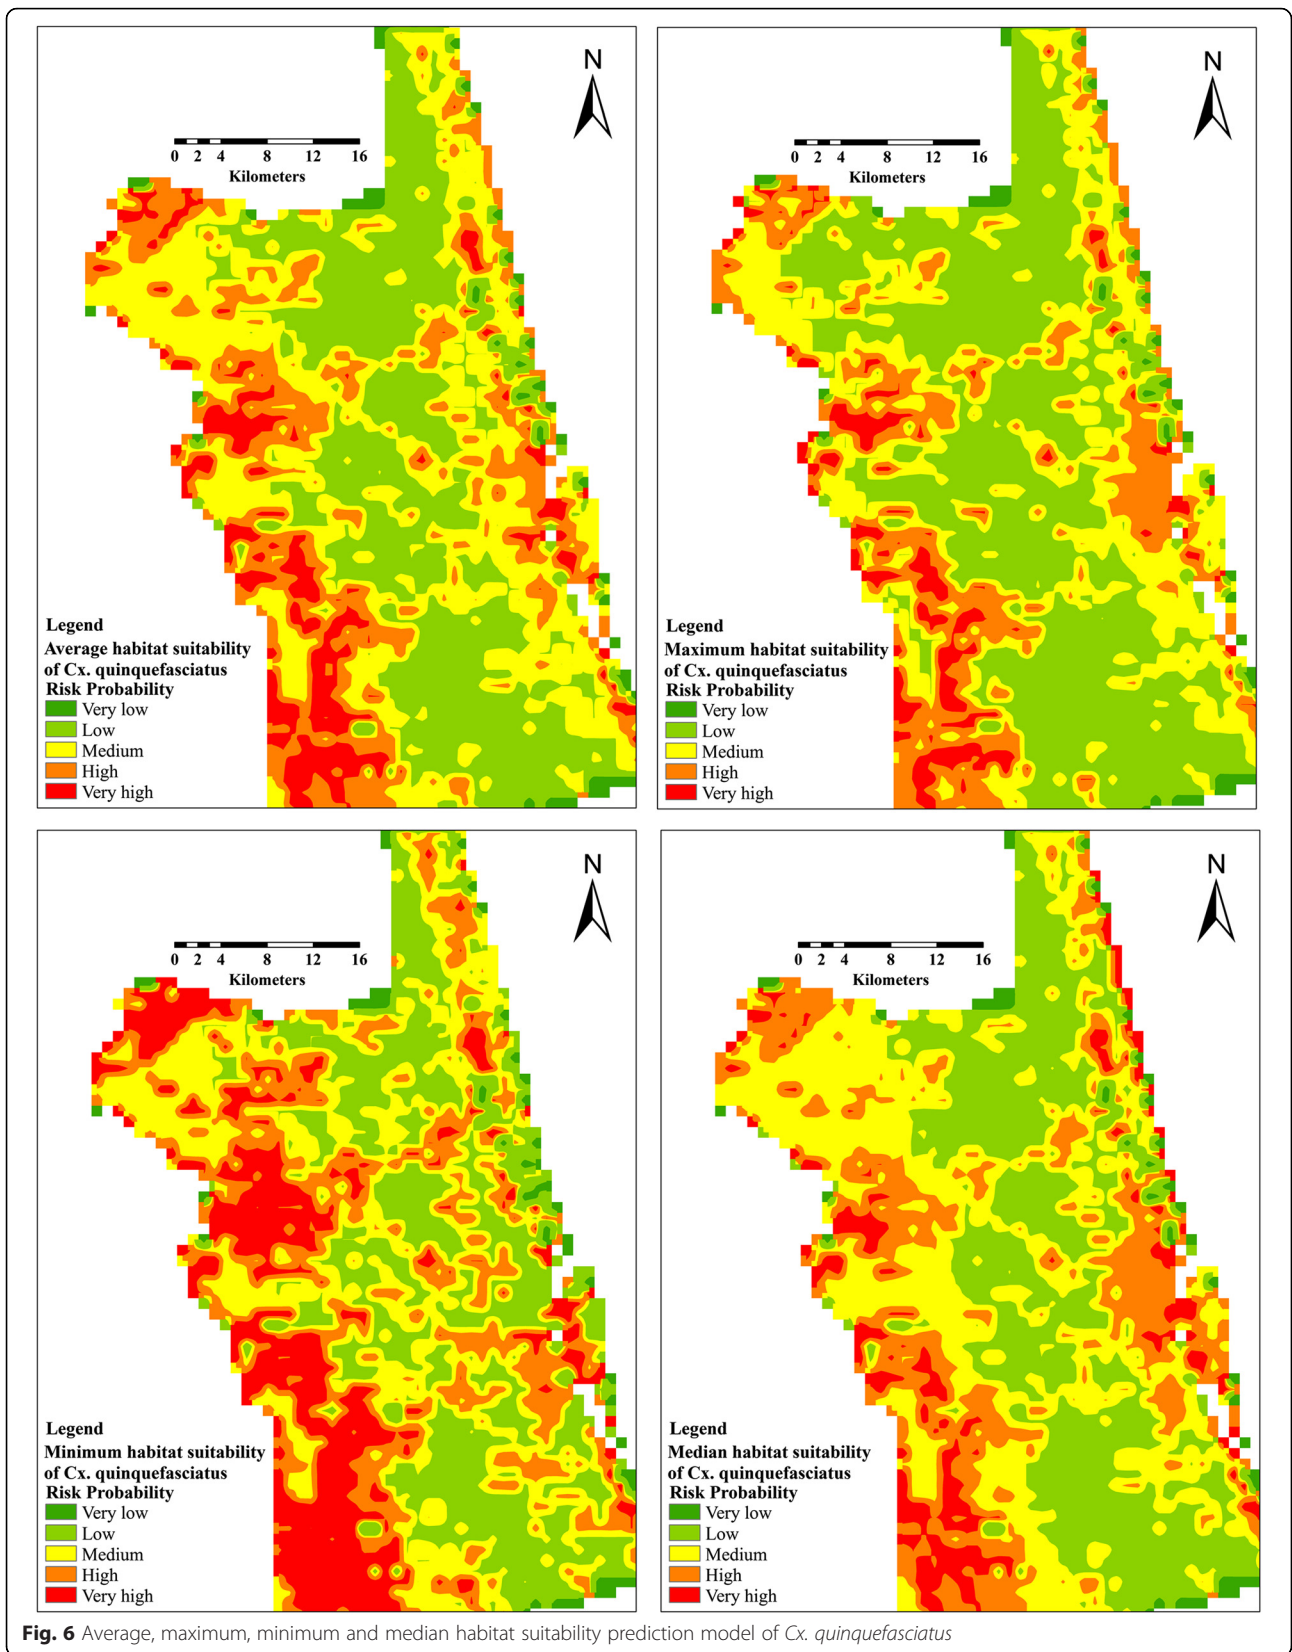 N
0 2 4 8 12 16
Kilometers
Legend
Average habitat suitability
of Cx. quinquefasciatus
Risk Probability
Very low
Low
Medium
High
Very high
N
0 2 4 8 12 16
Kilometers
Legend
Maximum habitat suitability
of Cx. quinquefasciatus
Risk Probability
Very low
Low
Medium
High
Very high
N
0 2 4 8 12 16
Kilometers
Legend
Minimum habitat suitability
of Cx. quinquefasciatus
Risk Probability
Very low
Low
Medium
High
Very high
N
0 2 4 8 12 16
Kilometers
Legend
Median habitat suitability
of Cx. quinquefasciatus
Risk Probability
Very low
Low
Medium
High
Very high
Fig. 6 Average, maximum, minimum and median habitat suitability prediction model of Cx. quinquefasciatus